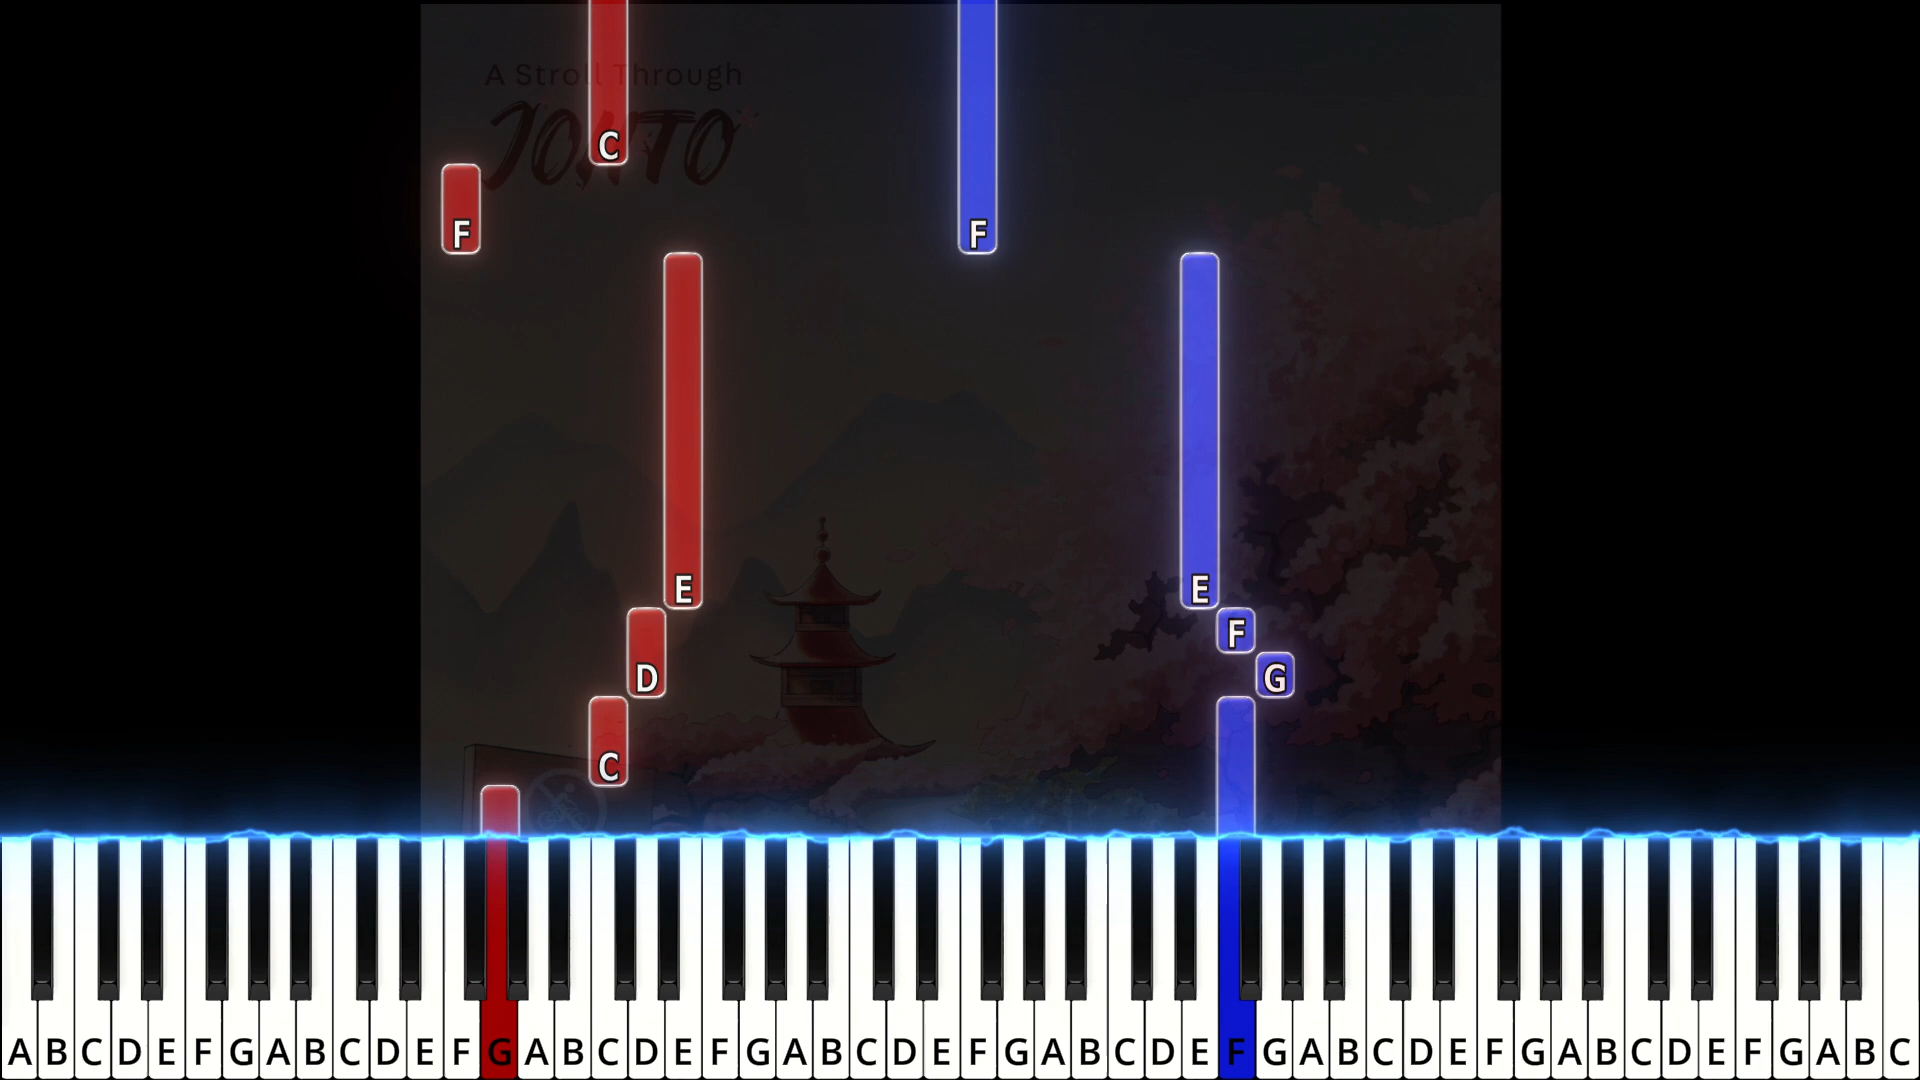 A Stroll Through
JOHTO
C
F F
E E
F
D G
C
A B C D E F G A B C D E F G A B C D E F G A B C D E F G A B C D E F G A B C D E F G A B C D E F G A B C